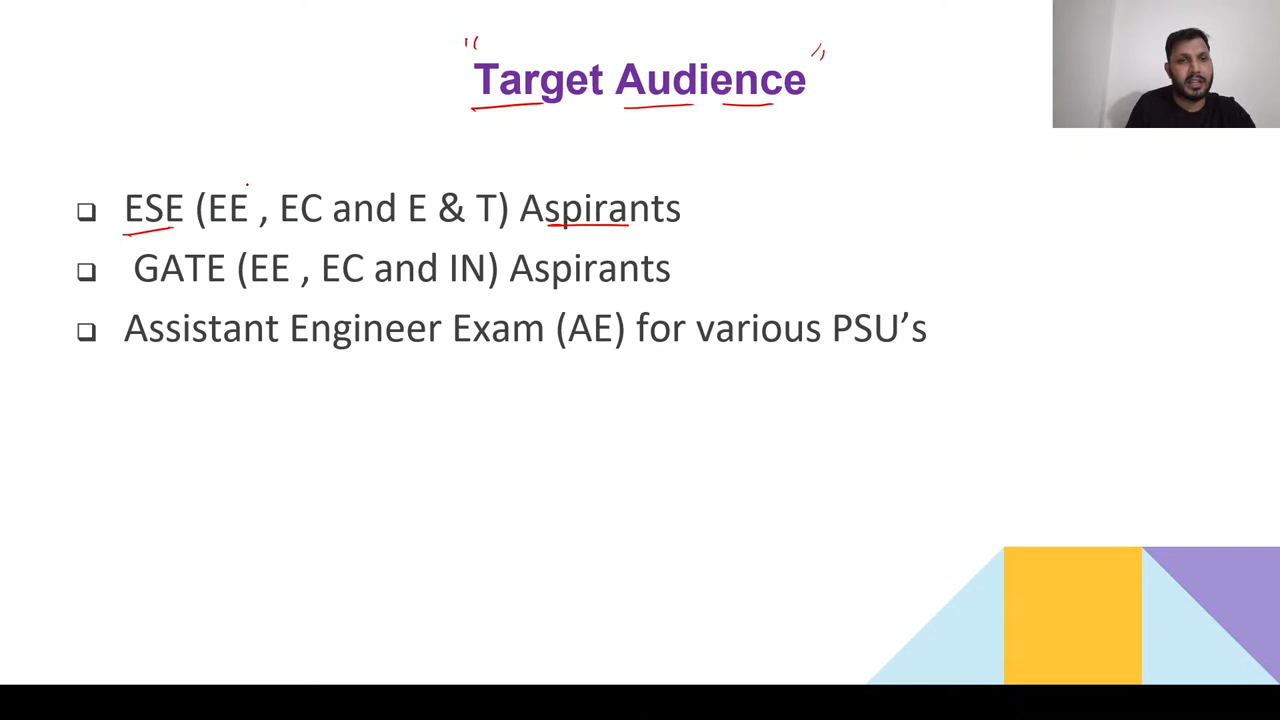 "Target Audience"
ESE (EE , EC and E & T) Aspirants
GATE (EE , EC and IN) Aspirants
Assistant Engineer Exam (AE) for various PSU’s